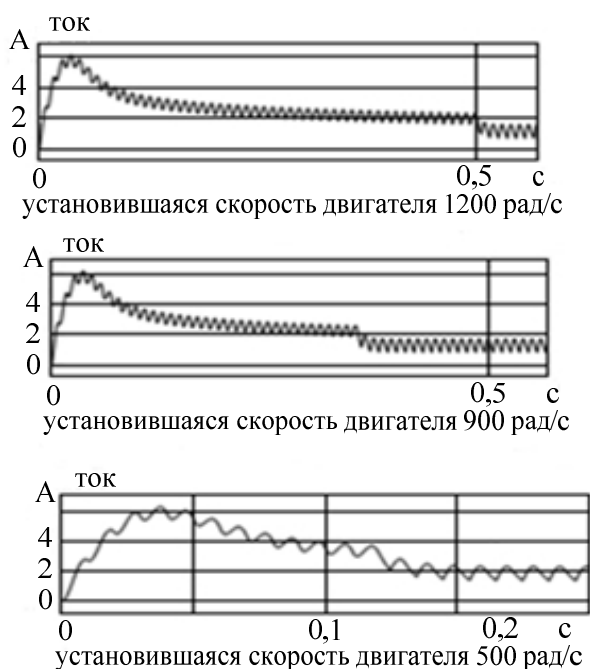 ток
А
4
2
0
0
0,5 с
установившаяся скорость двигателя 1200 рад/с
ток
А
4
2
0
0
0,5 с
установившаяся скорость двигателя 900 рад/с
ток
А
4
2
0
0
0,1
0,2 с
установившаяся скорость двигателя 500 рад/с